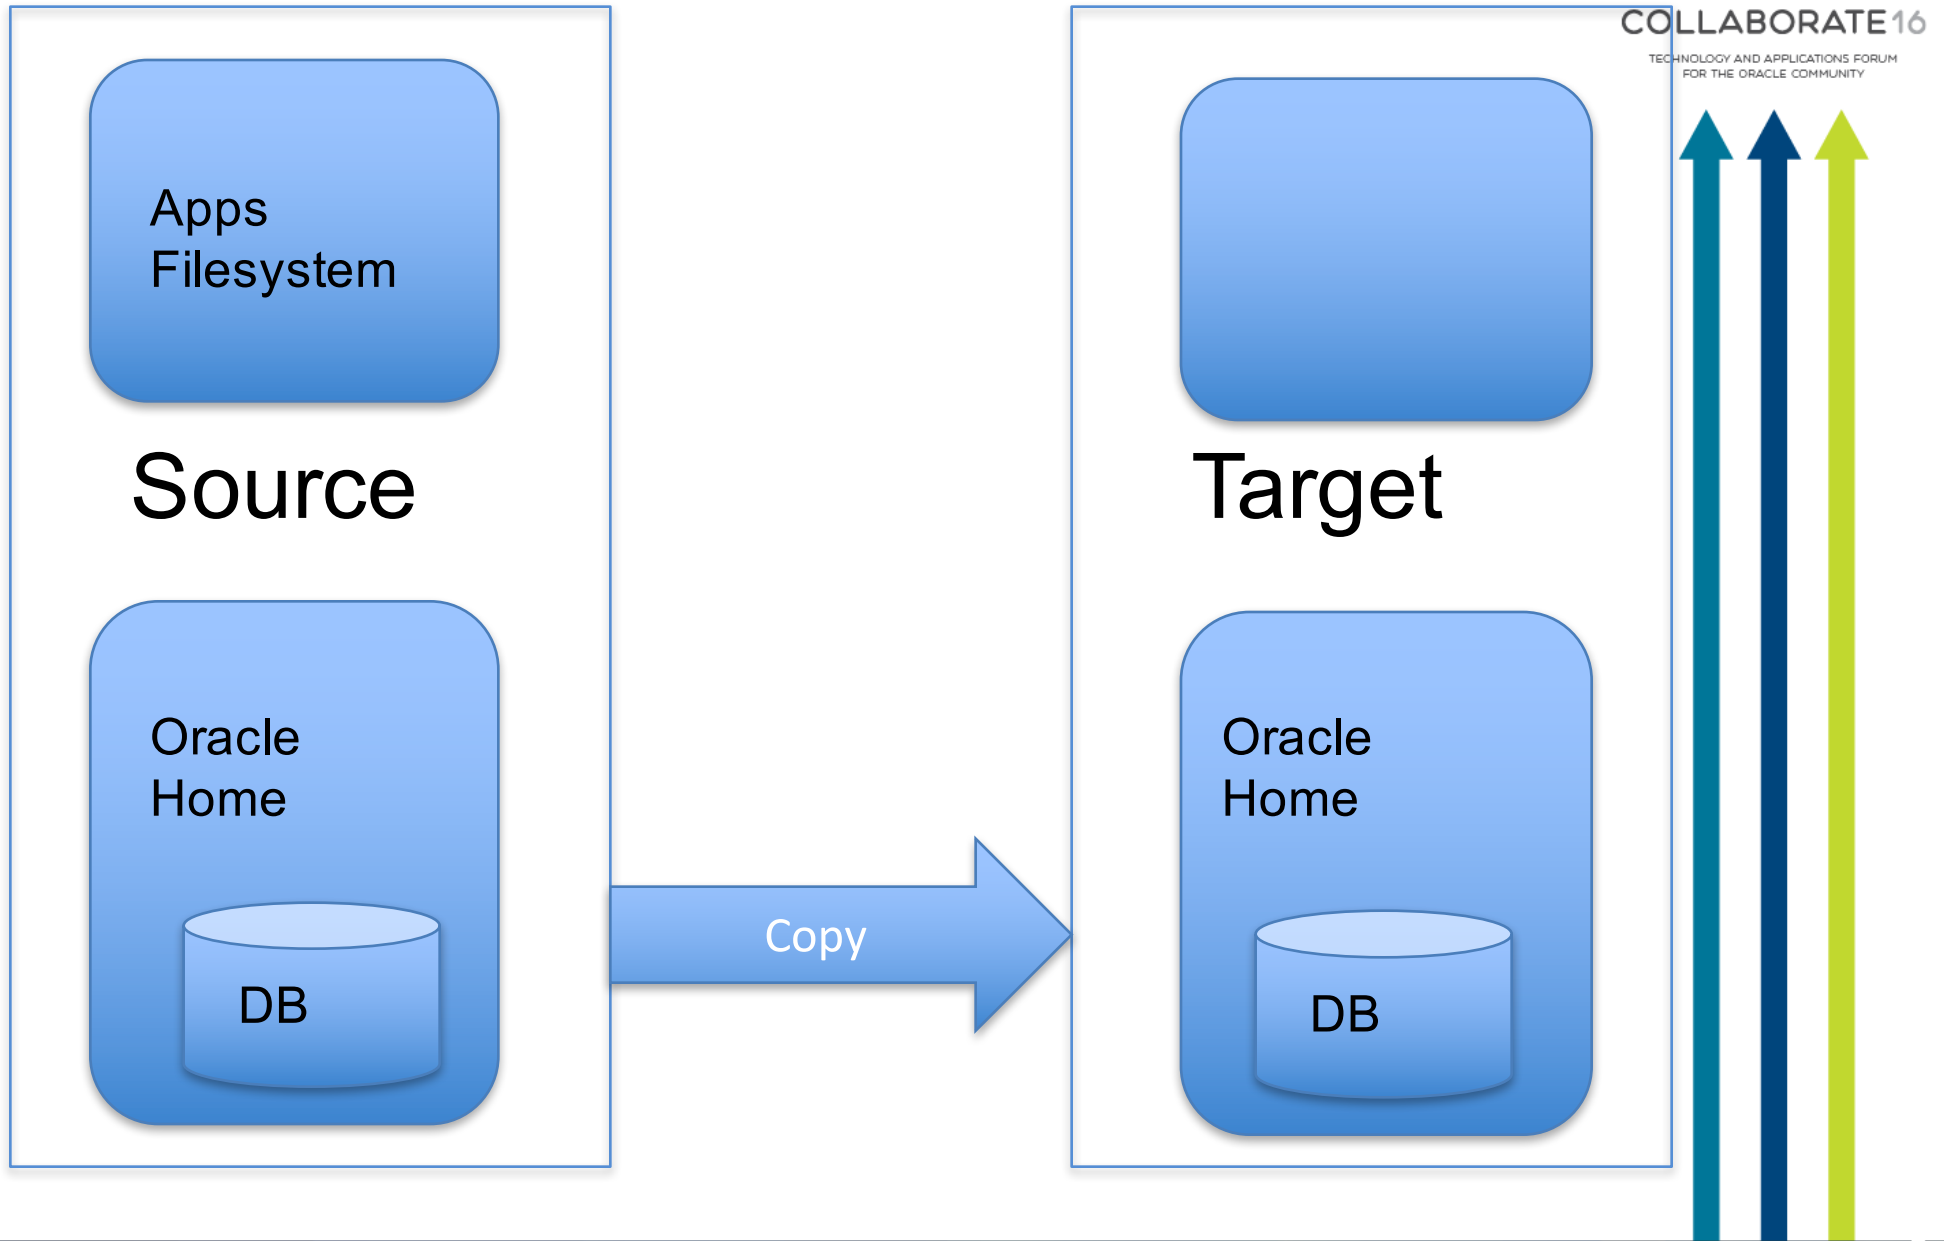 COLLABORATE16
TECHNOLOGY AND APPLICATIONS FORUM
FOR THE ORACLE COMMUNITY
Apps
Filesystem
Source
Target
Oracle
Home
DB
Copy
Oracle
Home
DB